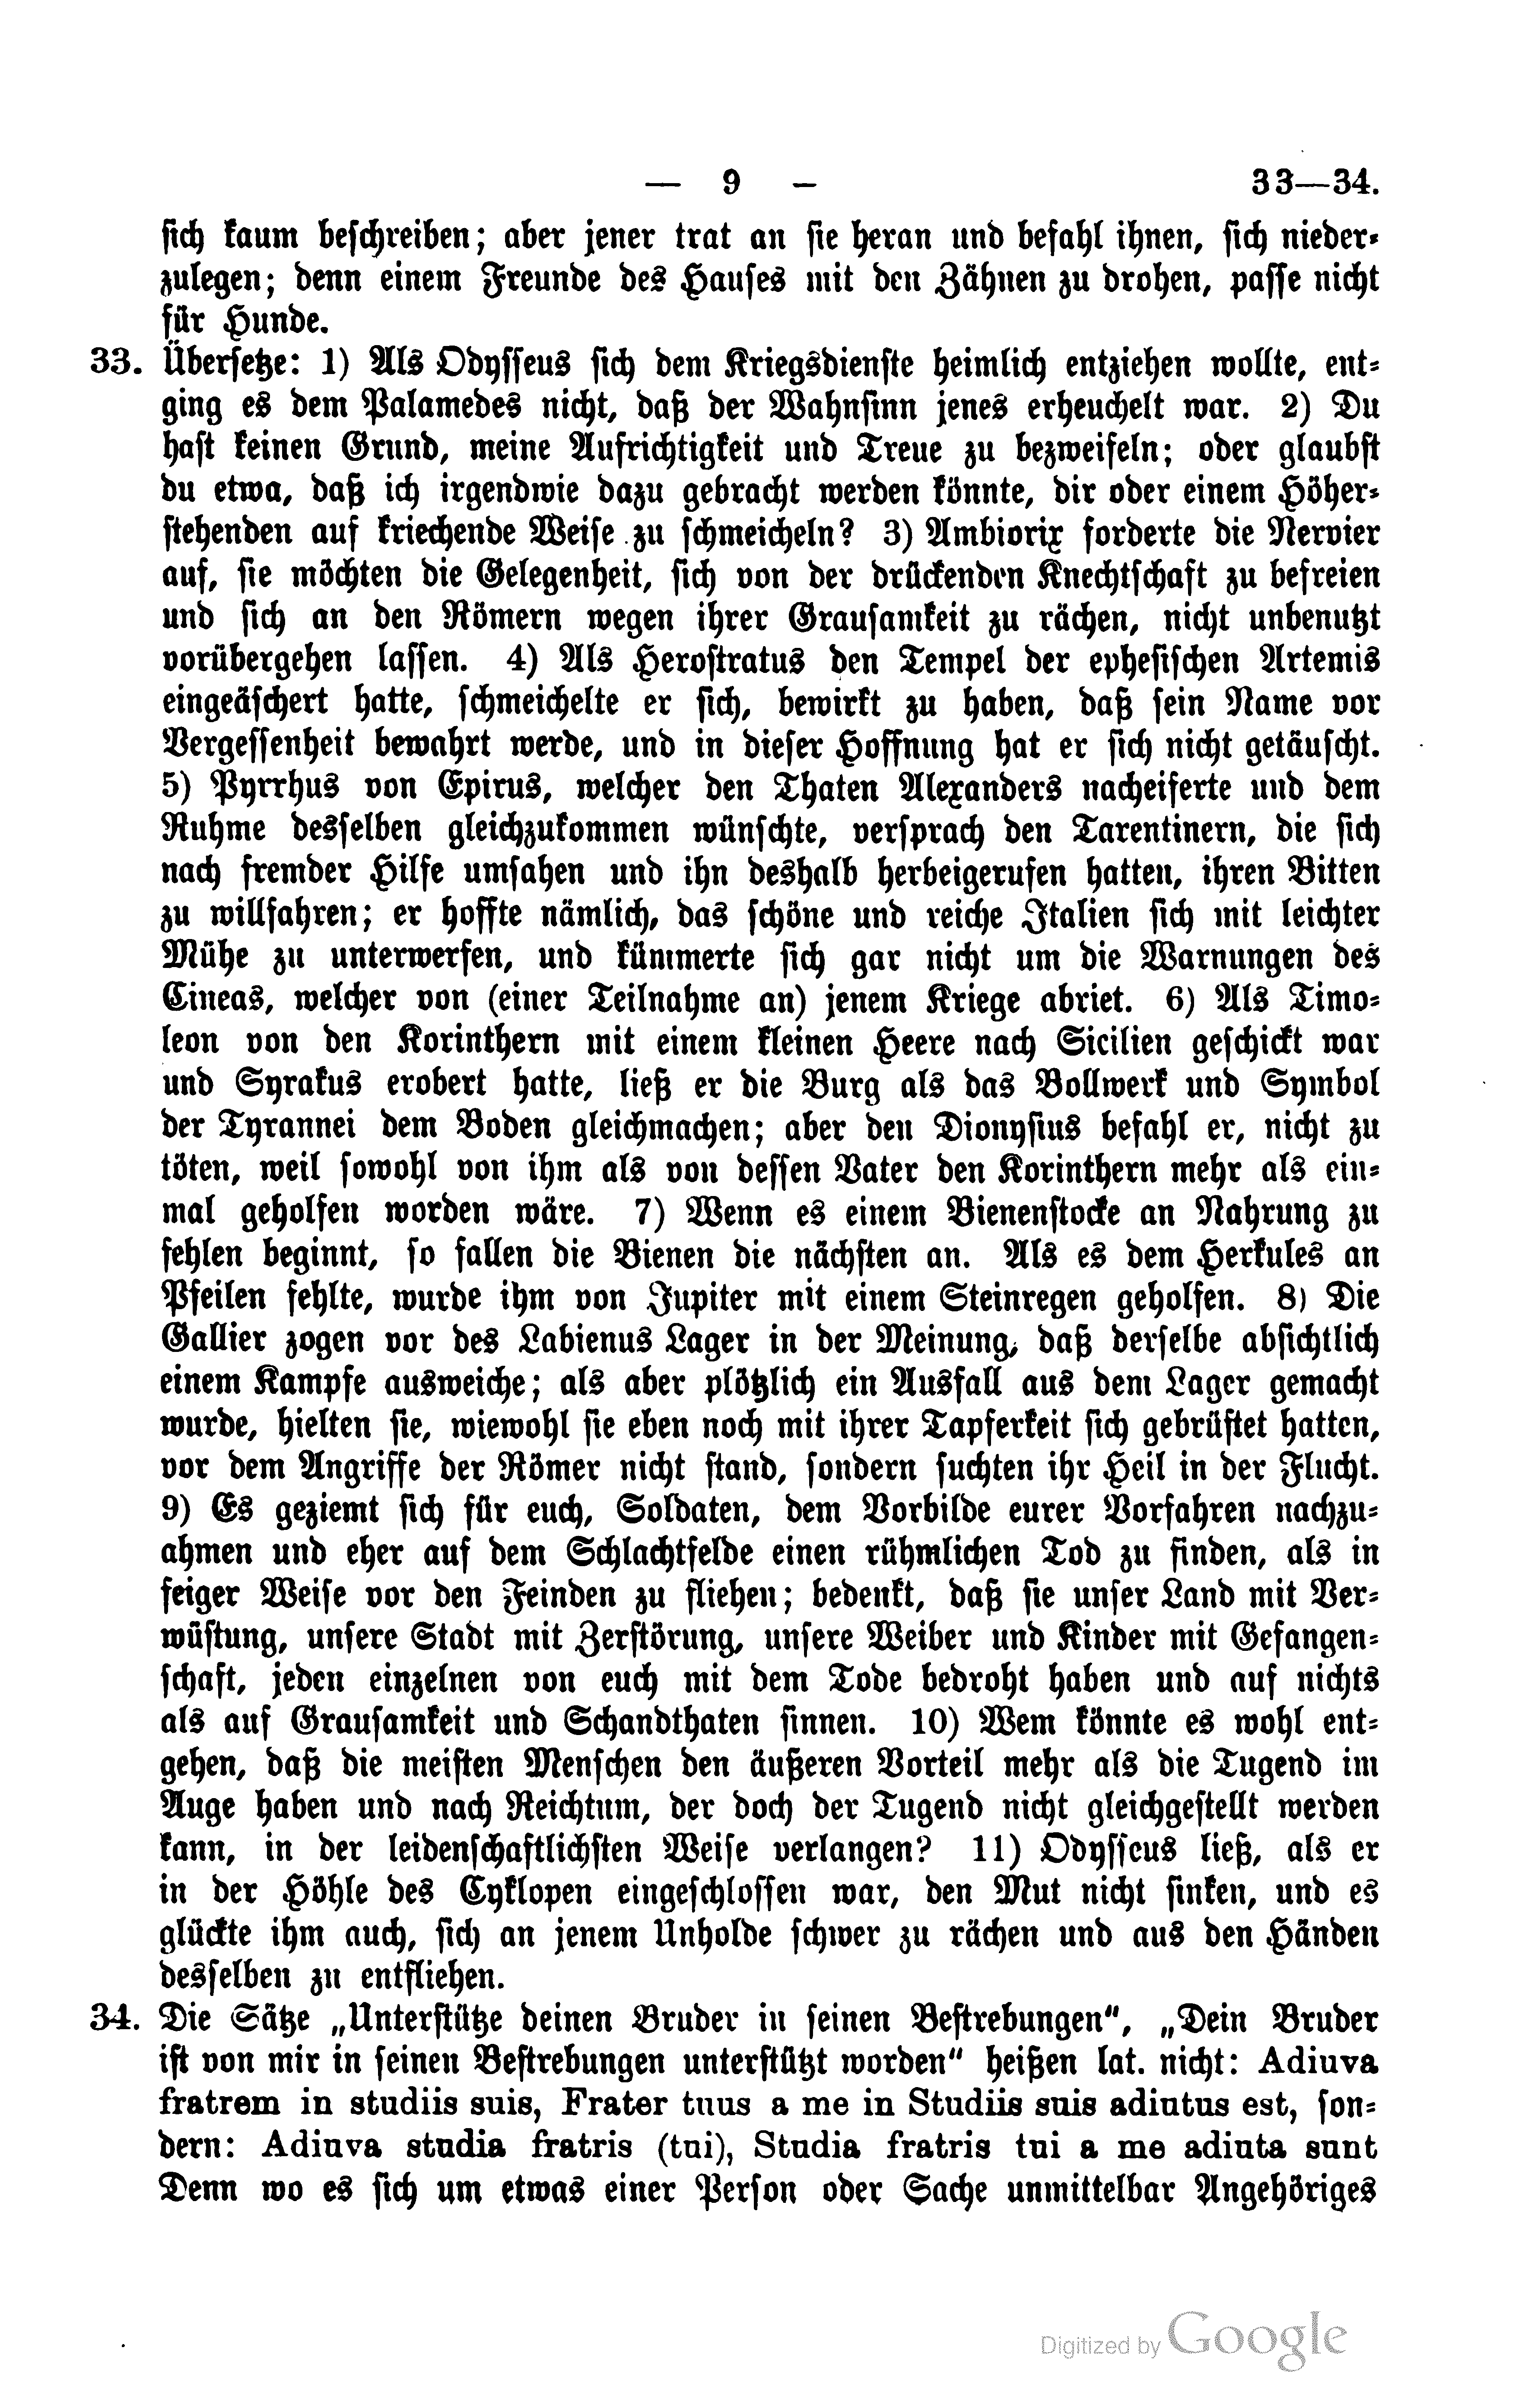 — 9 – 33—34.
sich kaum beschreiben; aber jener trat an sie heran und befahl ihnen, sich nieder-
zulegen; denn einem Freunde des Hauses mit den Zähnen zu drohen, passe nicht
für Hunde.
33. Übersetze: 1) Als Odysseus sich dem Kriegsdienste heimlich entziehen wollte, ent-
ging es dem Palamedes nicht, daß der Wahnsinn jenes erheuchelt war. 2) Du
hast keinen Grund, meine Aufrichtigkeit und Treue zu bezweifeln; oder glaubst
du etwa, daß ich irgendwie dazu gebracht werden könnte, dir oder einem Höher-
stehenden auf kriechende Weise zu schmeicheln? 3) Ambiorix forderte die Nervier
auf, sie möchten die Gelegenheit, sich von der drückenden Knechtschaft zu befreien
und sich an den Römern wegen ihrer Grausamkeit zu rächen, nicht unbenutzt
vorübergehen lassen. 4) Als Herostratus den Tempel der ephesischen Artemis
eingeäschert hatte, schmeichelte er sich, bewirkt zu haben, daß sein Name vor
Vergessenheit bewahrt werde, und in dieser Hoffnung hat er sich nicht getäuscht.
5) Pyrrhus von Epirus, welcher den Thaten Alexanders nacheiferte und dem
Ruhme desselben gleichzukommen wünschte, versprach den Tarentinern, die sich
nach fremder Hilfe umsahen und ihn deshalb herbeigerufen hatten, ihren Bitten
zu willfahren; er hoffte nämlich, das schöne und reiche Italien sich mit leichter
Mühe zu unterwerfen, und kümmerte sich gar nicht um die Warnungen des
Cineas, welcher von (einer Teilnahme an) jenem Kriege abriet. 6) Als Timo-
leon von den Korinthern mit einem kleinen Heere nach Sicilien geschickt war
und Syrakus erobert hatte, ließ er die Burg als das Bollwerk und Symbol
der Tyrannei dem Boden gleichmachen; aber den Dionysius befahl er, nicht zu
töten, weil sowohl von ihm als von dessen Vater den Korinthern mehr als ein-
mal geholfen worden wäre. 7) Wenn es einem Bienenstocke an Nahrung zu
fehlen beginnt, so fallen die Bienen die nächsten an. Als es dem Herkules an
Pfeilen fehlte, wurde ihm von Jupiter mit einem Steinregen geholfen. 8) Die
Gallier zogen vor des Labienus Lager in der Meinung, daß derselbe absichtlich
einem Kampfe ausweiche; als aber plötzlich ein Ausfall aus dem Lager gemacht
wurde, hielten sie, wiewohl sie eben noch mit ihrer Tapferkeit sich gebrüstet hatten,
vor dem Angriffe der Römer nicht stand, sondern suchten ihr Heil in der Flucht.
9) Es geziemt sich für euch, Soldaten, dem Vorbilde eurer Vorfahren nachzu-
ahmen und eher auf dem Schlachtfelde einen rühmlichen Tod zu finden, als in
feiger Weise vor den Feinden zu fliehen; bedenkt, daß sie unser Land mit Ver-
wüstung, unsere Stadt mit Zerstörung, unsere Weiber und Kinder mit Gefangen-
schaft, jeden einzelnen von euch mit dem Tode bedroht haben und auf nichts
als auf Grausamkeit und Schandthaten sinnen. 10) Wem könnte es wohl ent-
gehen, daß die meisten Menschen den äußeren Vorteil mehr als die Tugend im
Auge haben und nach Reichtum, der doch der Tugend nicht gleichgestellt werden
kann, in der leidenschaftlichsten Weise verlangen? 11) Odysseus ließ, als er
in der Höhle des Cyklopen eingeschlossen war, den Mut nicht sinken, und es
glückte ihm auch, sich an jenem Unholde schwer zu rächen und aus den Händen
desselben zu entfliehen.
34. Die Sätze „Unterstütze deinen Bruder in seinen Bestrebungen“, „Dein Bruder
ist von mir in seinen Bestrebungen unterstützt worden“ heißen lat. nicht: Adiuva
fratrem in studiis suis, Frater tuus a me in Studiis suis adiutus est, son-
dern: Adiuva studia fratris (tui), Studia fratris tui a me adiuta sunt
Denn wo es sich um etwas einer Person oder Sache unmittelbar Angehöriges
Digitized by Google